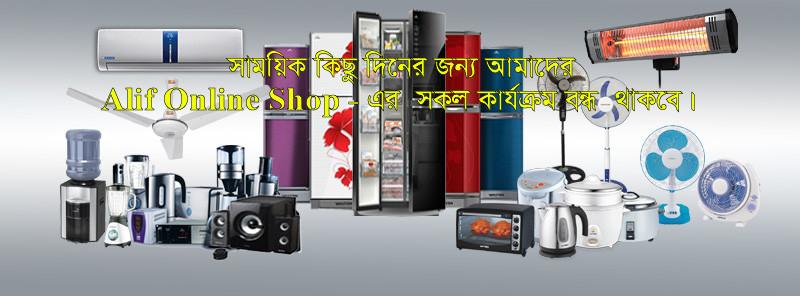 সাময়িক কিছু দিনের জন্য আমাদের
Alif Online Shop - এর সকল কার্যক্রম বন্ধ থাকবে।